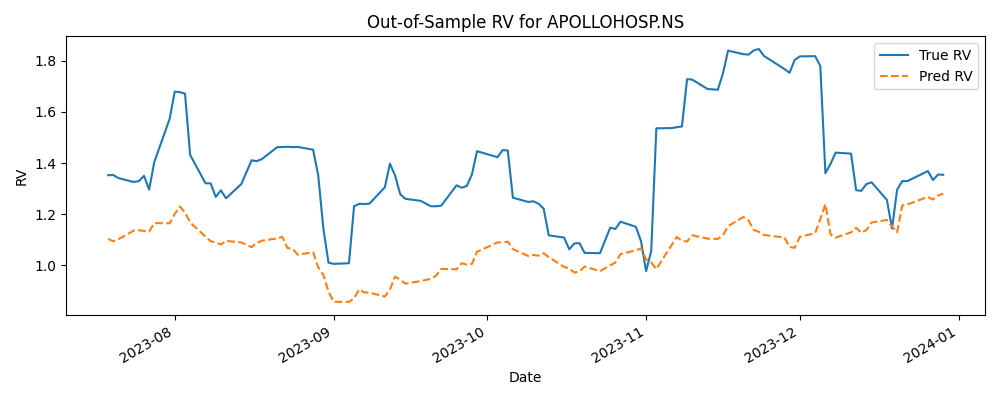 Out-of-Sample RV for APOLLOHOSP.NS
True RV
Pred RV
RV
1.8
1.6
1.4
1.2
1.0
2023-08
2023-09
2023-10
2023-11
2023-12
2024-01
Date